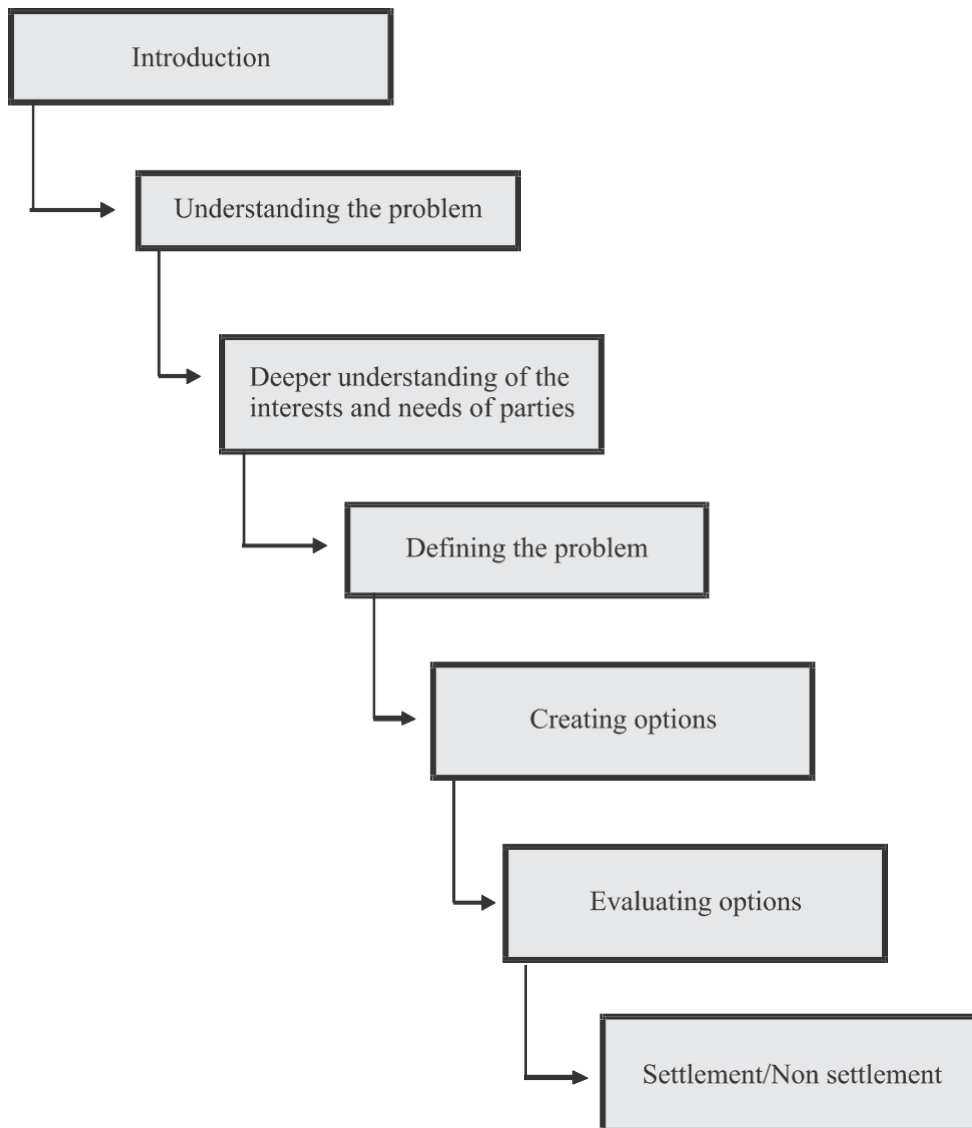 Introduction
Understanding the problem
Deeper understanding of the
interests and needs of parties
Defining the problem
Creating options
Evaluating options
Settlement/Non settlement